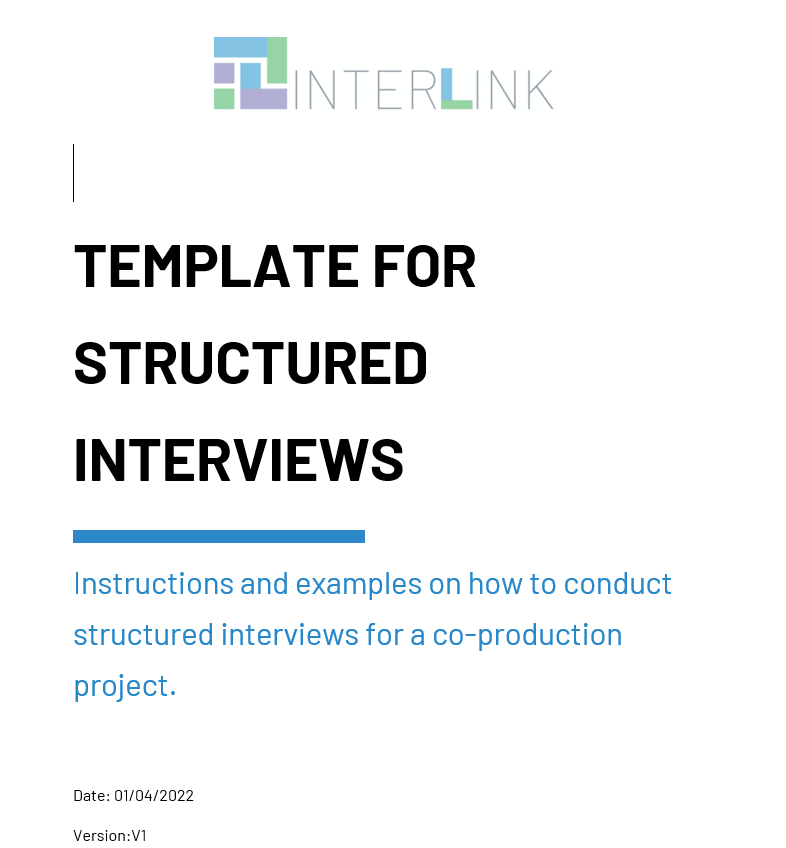 INTERLINK
TEMPLATE FOR
STRUCTURED
INTERVIEWS
Instructions and examples on how to conduct
structured interviews for a co-production
project.
Date: 01/04/2022
Version:V1